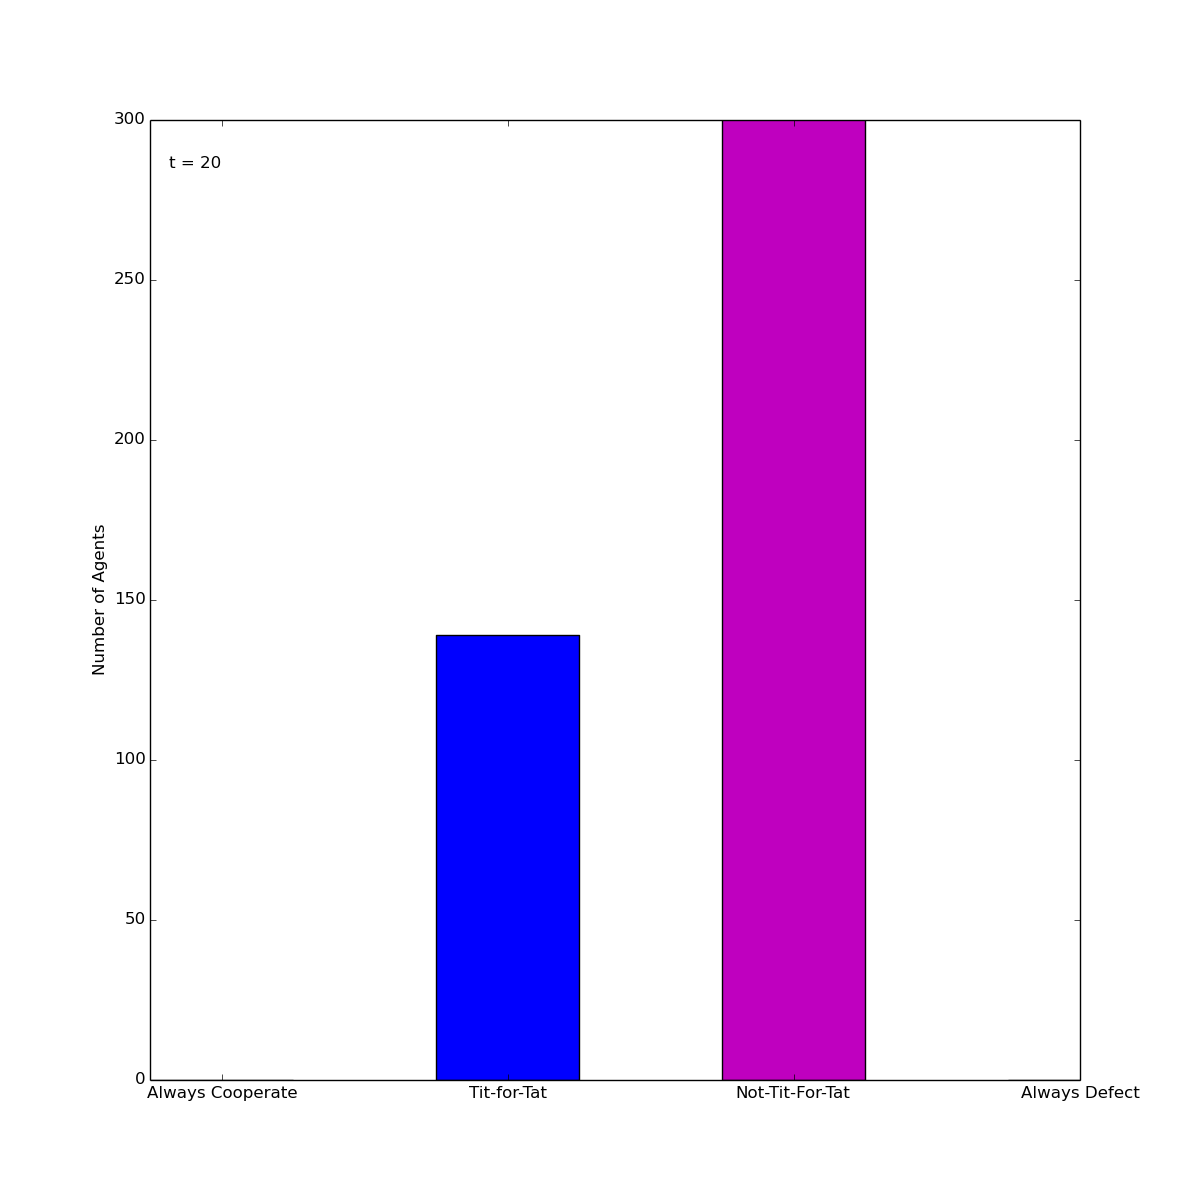 300
t = 20
250
200
150
Number of Agents
100
50
0
Always Cooperate Tit-for-Tat Not-Tit-For-Tat Always Defect